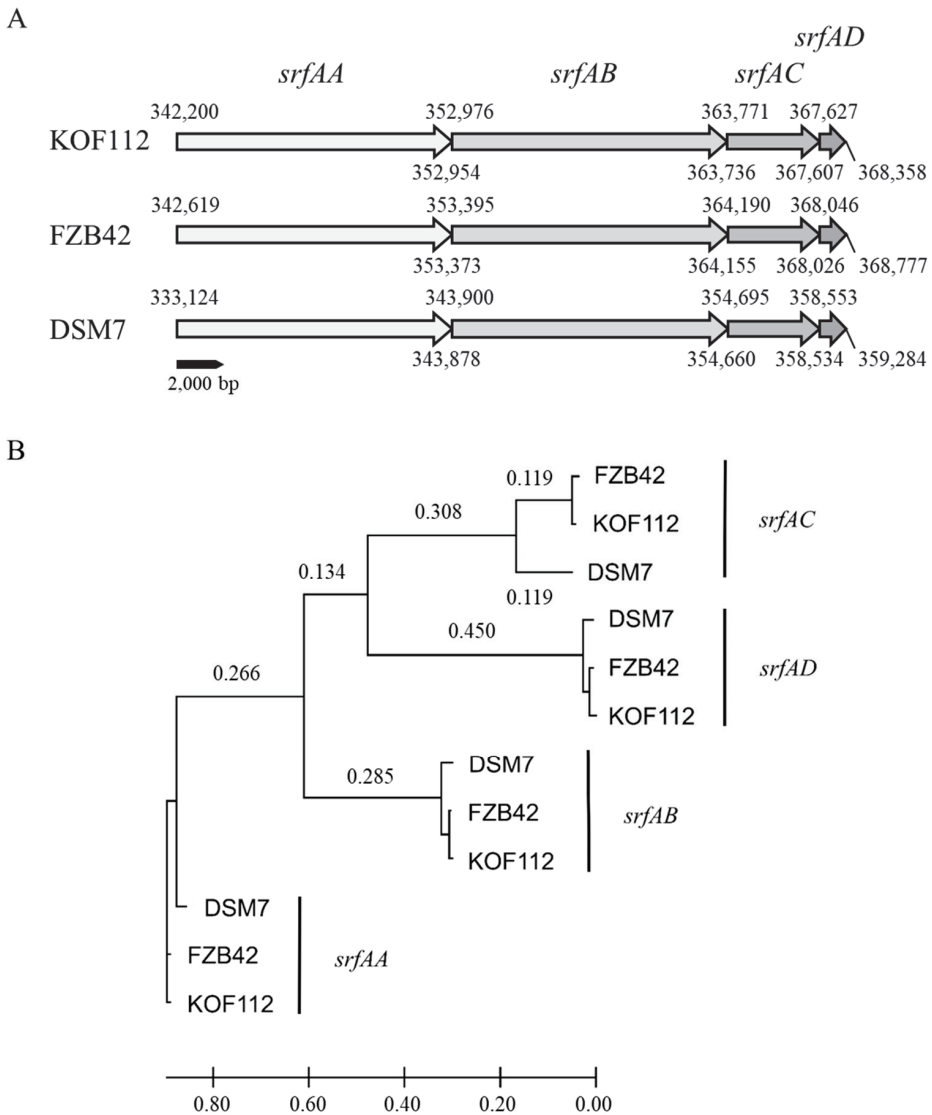 A
srfAD
srfAA srfAB srfAC
342,200 352,976 363,771 367,627
KOF112
352,954 363,736 367,607 368,358
342,619 353,395 364,190 368,046
FZB42
353,373 364,155 368,026 368,777
333,124 343,900 354,695 358,553
DSM7
343,878 354,660 358,534 359,284
2,000 bp
B
0.119 FZB42
0.308
KOF112 srfAC
0.134 DSM7
0.119
DSM7
0.450
0.266 FZB42 srfAD
KOF112
DSM7
0.285
FZB42 srfAB
KOF112
DSM7
FZB42 srfAA
KOF112
0.80 0.60 0.40 0.20 0.00